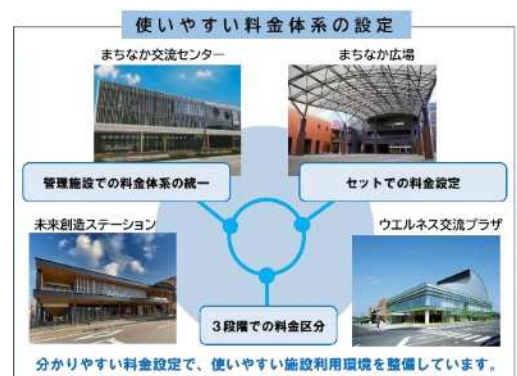 使いやすい料金体系の設定
まちなか交流センター
まちなか広場
管理施設での料金体系の統一
セットでの料金設定
未来創造ステーション
ウエルネス交流プラザ
3段階での料金区分
分かりやすい料金設定で、使いやすい施設利用環境を整備しています。